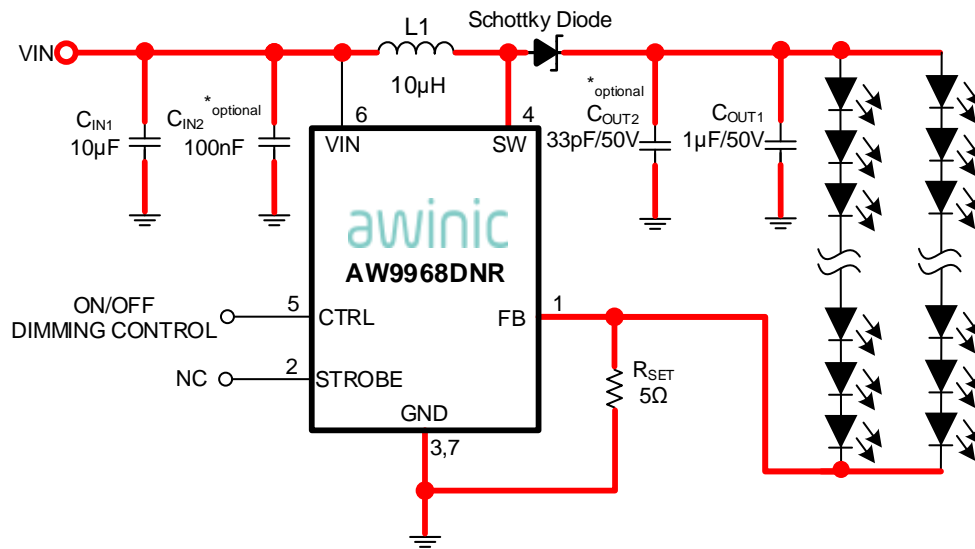 Schottky Diode
L1
VIN
10µH
*optional
CIN1
10µF
CIN2
100nF
6
VIN
4
SW
*optional
COUT2
33pF/50V
COUT1
1µF/50V
awinic
AW9968DNR
ON/OFF
DIMMING CONTROL
5
CTRL
1
FB
NC
2
STROBE
RSET
5Ω
GND
3,7